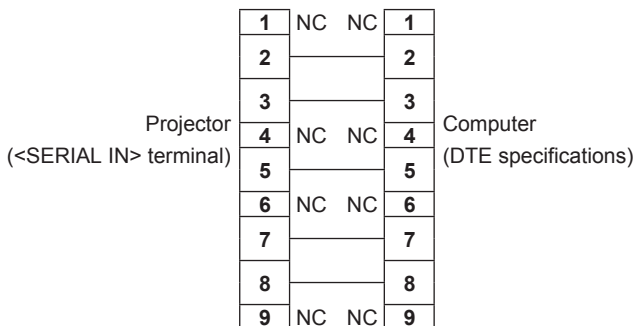 1 NC NC 1
2 2
3 3
Projector
(<SERIAL IN> terminal)
4 NC NC 4
Computer
(DTE specifications)
5 5
6 NC NC 6
7 7
8 8
9 NC NC 9